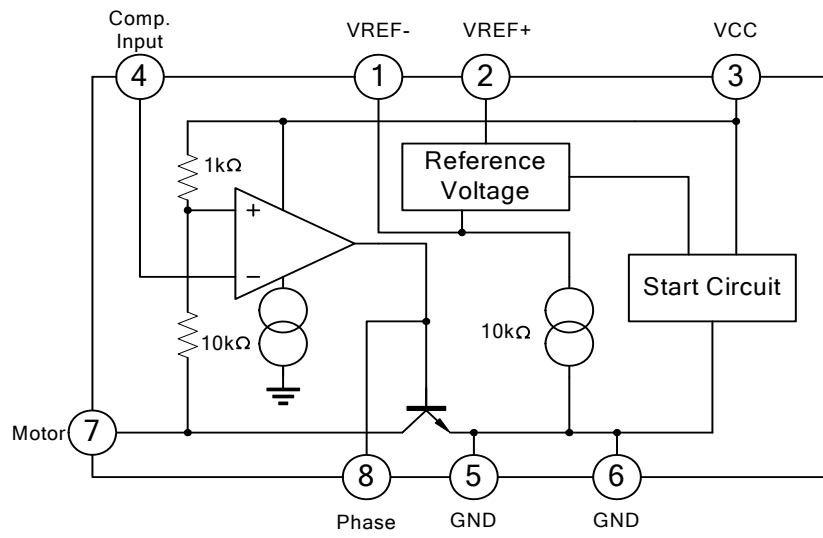 Comp.
Input
VREF-
VREF+
VCC
4
1
2
3
1kΩ
Reference
Voltage
+
−
Start Circuit
10kΩ
10kΩ
Motor
7
8
5
6
Phase
GND
GND